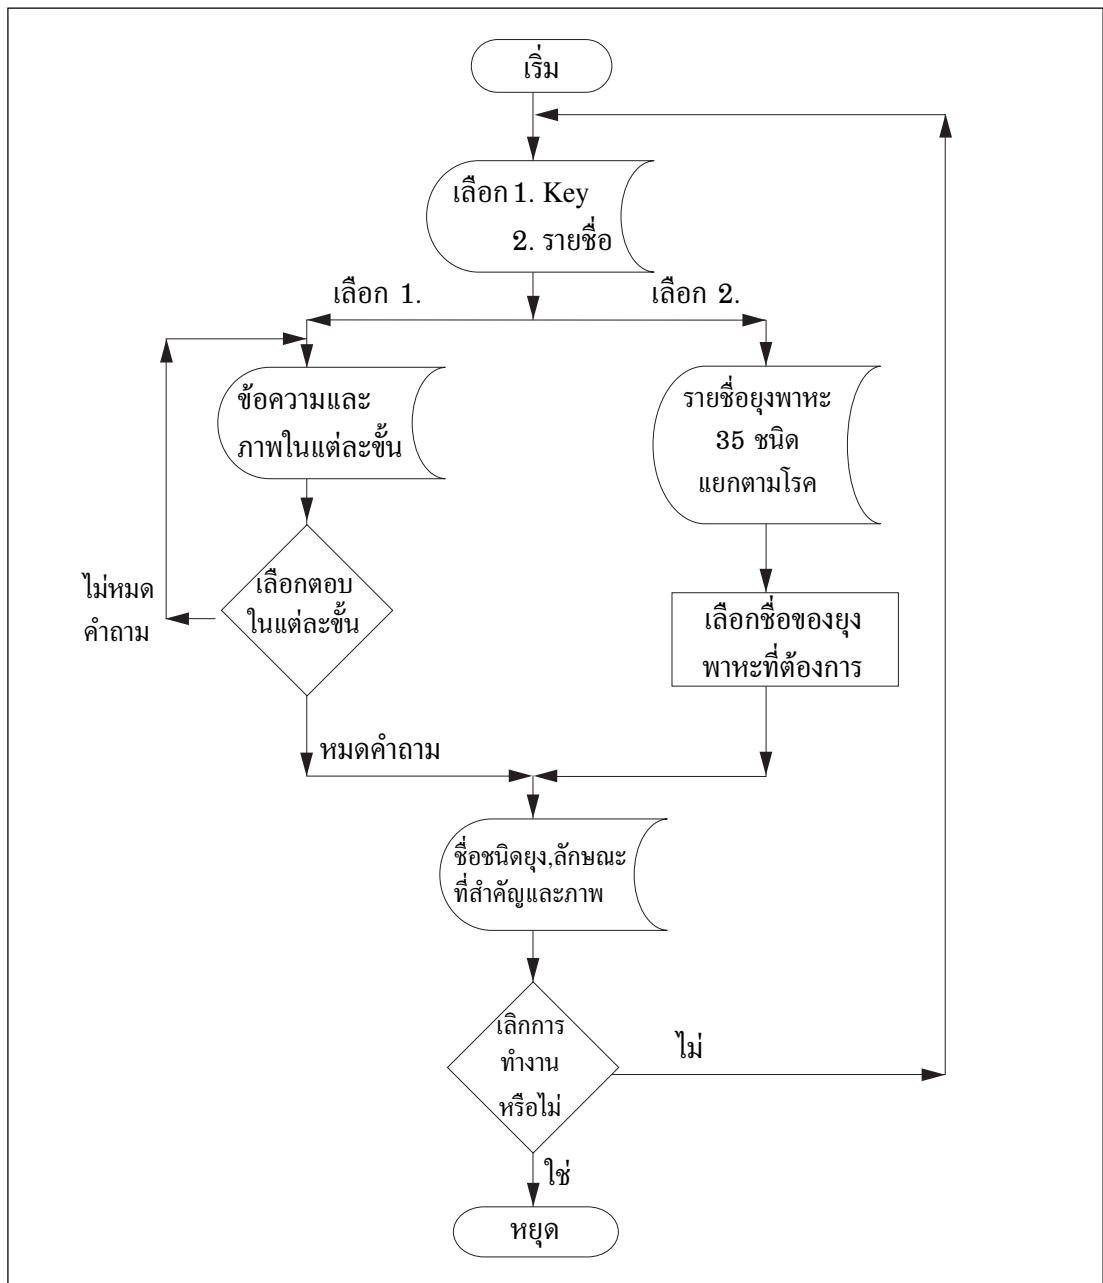 เริ่ม
เลือก 1. Key
2. รายชื่อ
เลือก 1.
เลือก 2.
ข้อความและ
ภาพในแต่ละขั้น
รายชื่อยุงพาหะ
35 ชนิด
แยกตามโรค
ไม่หมด
คำถาม
เลือกตอบ
ในแต่ละขั้น
เลือกชื่อของยุง
พาหะที่ต้องการ
หมดคำถาม
ชื่อชนิดยุง,ลักษณะ
ที่สำคัญและภาพ
เลิกการ
ทำงาน
หรือไม่
ไม่
ใช่
หยุด